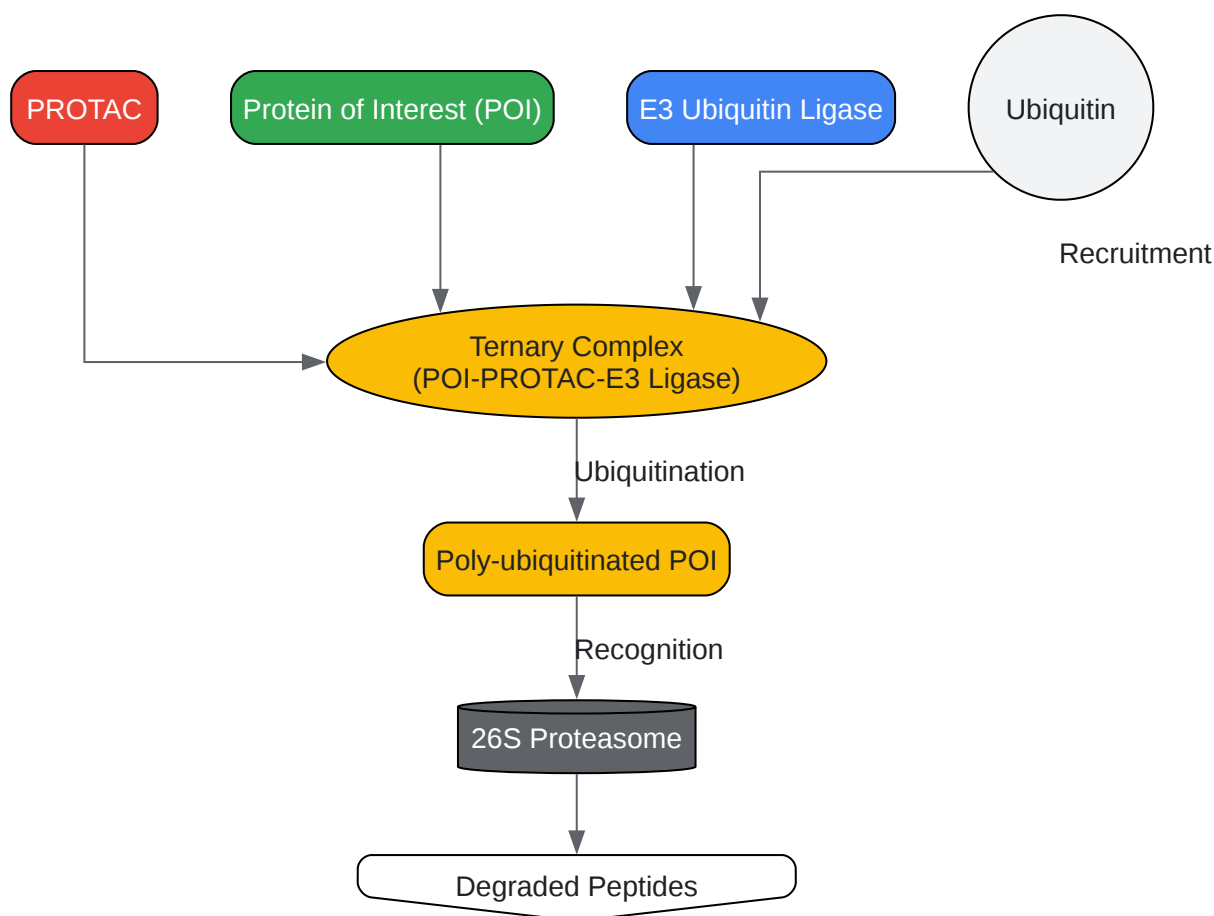 PROTAC
Protein of Interest (POI)
E3 Ubiquitin Ligase
Ubiquitin
Recruitment
Ternary Complex
(POI-PROTAC-E3 Ligase)
Ubiquitination
Poly-ubiquitinated POI
Recognition
26S Proteasome
Degraded Peptides